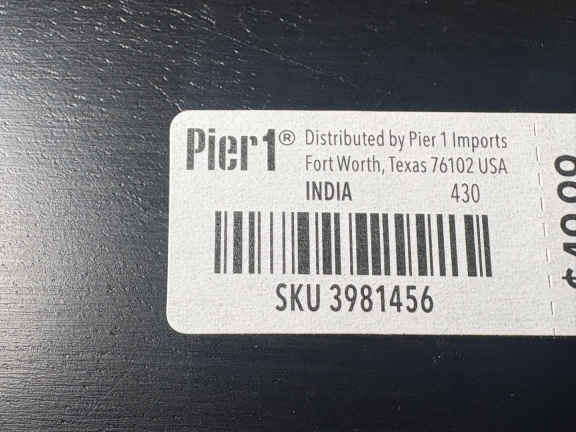 Pier1® Distributed by Pier 1 Imports
Fort Worth, Texas 76102 USA
INDIA 430
SKU 3981456